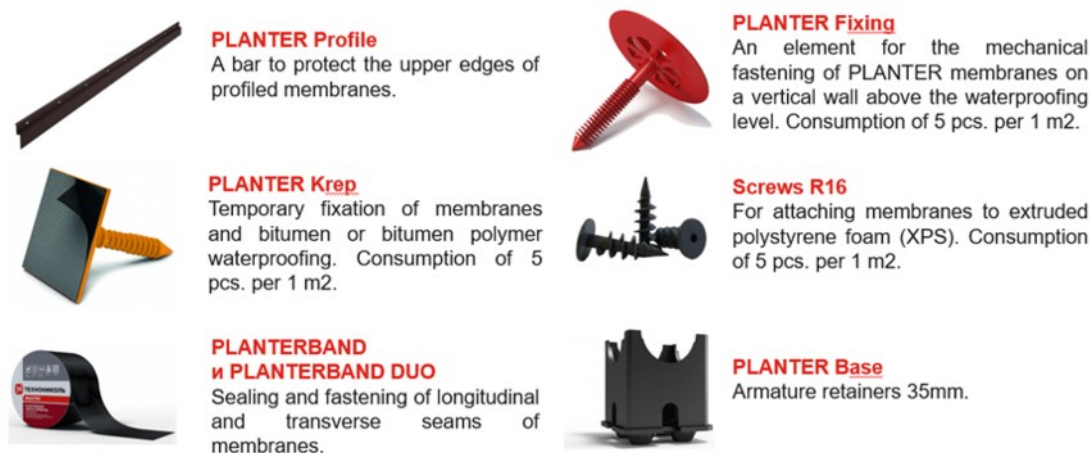 PLANTER Profile
A bar to protect the upper edges of
profiled membranes.
PLANTER Fixing
An element for the mechanical
fastening of PLANTER membranes on
a vertical wall above the waterproofing
level. Consumption of 5 pcs. per 1 m2.
PLANTER Krep
Temporary fixation of membranes
and bitumen or bitumen polymer
waterproofing. Consumption of 5
pcs. per 1 m2.
Screws R16
For attaching membranes to extruded
polystyrene foam (XPS). Consumption
of 5 pcs. per 1 m2.
ТЕХНОНИКОЛЬ
PLANTERBAND
и PLANTERBAND DUO
Sealing and fastening of longitudinal
and transverse seams of
membranes.
PLANTER Base
Armature retainers 35mm.